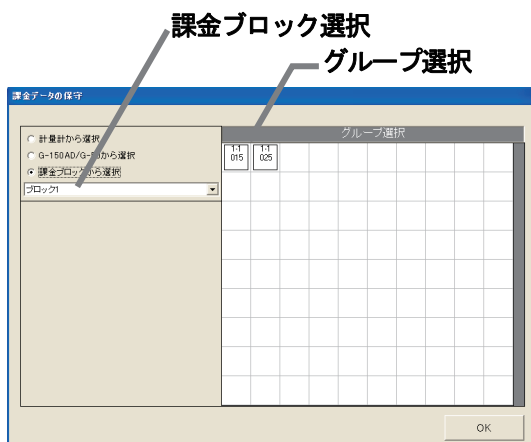 課金ブロック選択
グループ選択
課金データの保守
計量計から選択
グループ選択
G-150AD/G-50から選択
課金ブロックから選択
ブロック1
1-1
015
1-1
025
OK